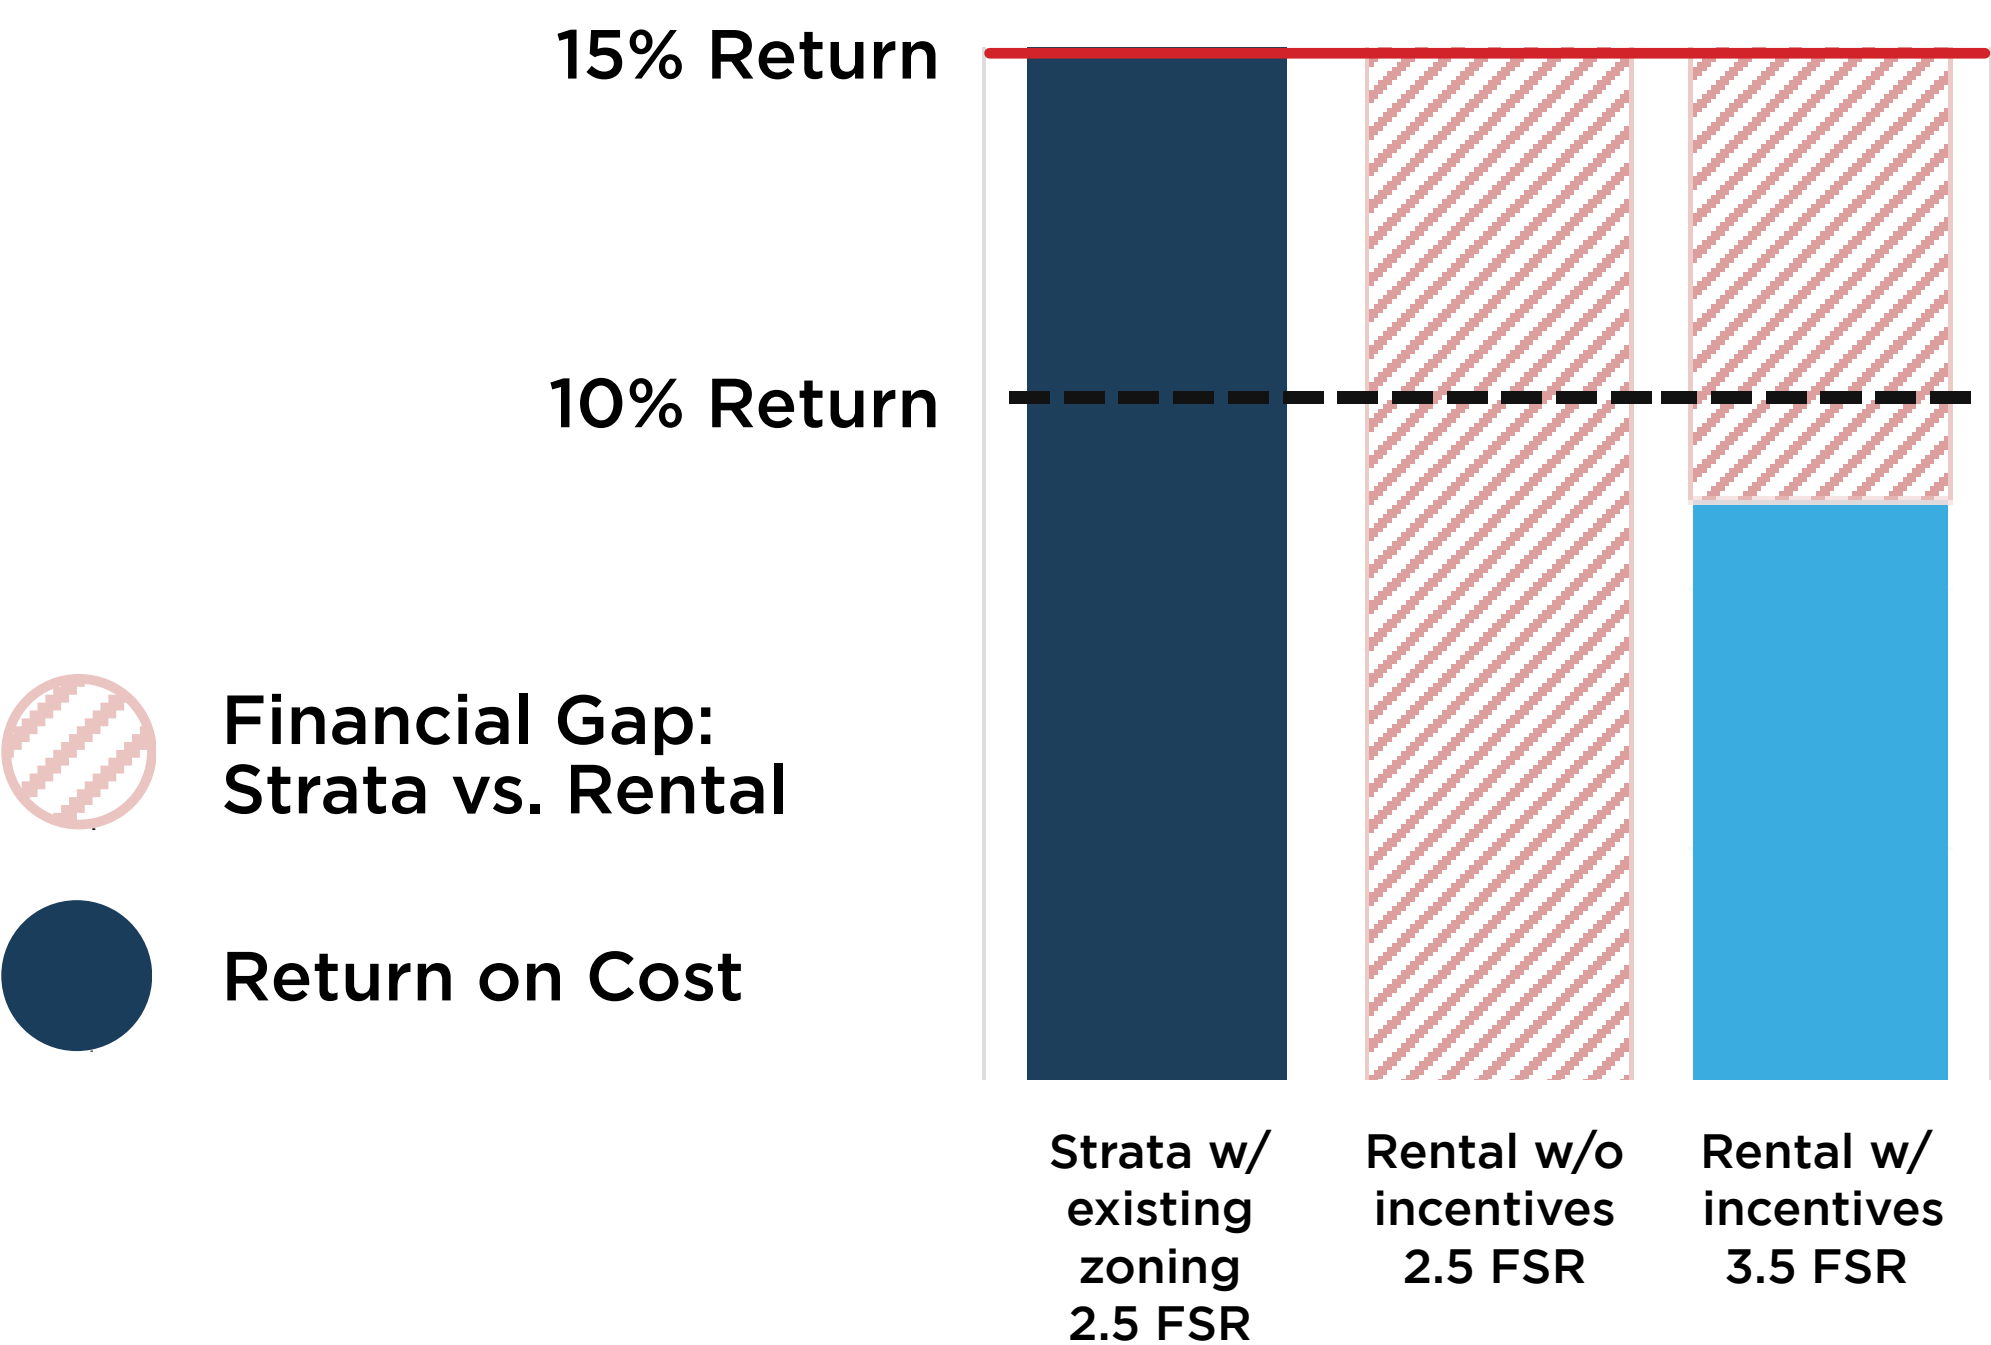 15% Return
10% Return
Financial Gap:
Strata vs. Rental
Return on Cost
Strata w/
existing
zoning
2.5 FSR
Rental w/o
incentives
2.5 FSR
Rental w/
incentives
3.5 FSR